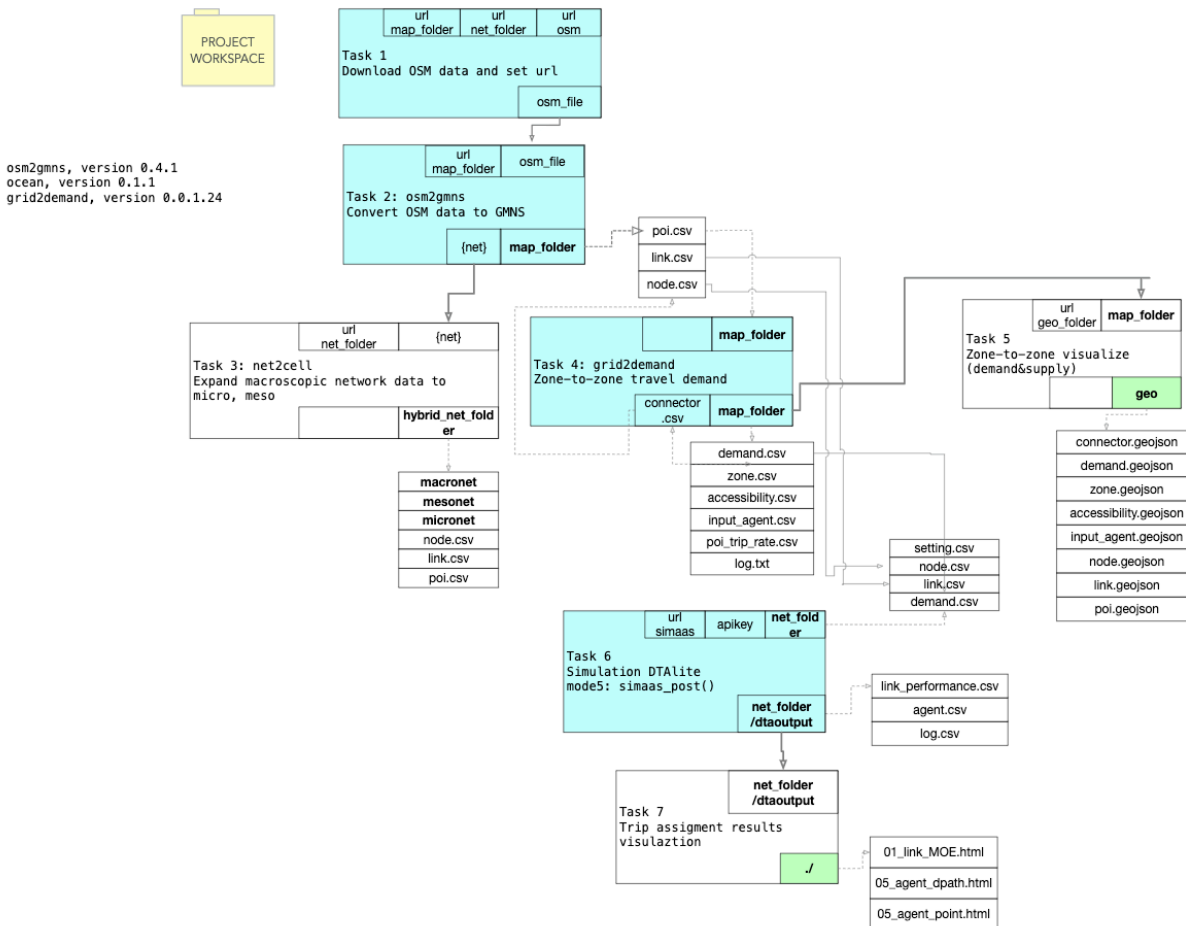 PROJECT
WORKSPACE
url
map_folder
url
net_folder
url
osm
Task 1
Download OSM data and set url
osm_file
osm2gmns, version 0.4.1
ocean, version 0.1.1
grid2demand, version 0.0.1.24
url
map_folder
osm_file
Task 2: osm2gmns
Convert OSM data to GMNS
{net}
map_folder
poi.csv
link.csv
node.csv
url
net_folder
{net}
Task 3: net2cell
Expand macroscopic network data to
micro, meso
hybrid_net_fold
er
macronet
mesonet
micronet
node.csv
link.csv
poi.csv
map_folder
Task 4: grid2demand
Zone-to-zone travel demand
connector
.csv
map_folder
demand.csv
zone.csv
accessibility.csv
input_agent.csv
poi_trip_rate.csv
log.txt
url
geo_folder
map_folder
Task 5
Zone-to-zone visualize
(demand&supply)
geo
connector.geojson
demand.geojson
zone.geojson
accessibility.geojson
input_agent.geojson
node.geojson
link.geojson
poi.geojson
setting.csv
node.csv
link.csv
demand.csv
url
simaas
apikey
net_fold
er
Task 6
Simulation DTAlite
mode5: simaas_post()
net_folder
/dtaoutput
link_performance.csv
agent.csv
log.csv
net_folder
/dtaoutput
Task 7
Trip assigment results
visulaztion
./
01_link_MOE.html
05_agent_dpath.html
05_agent_point.html